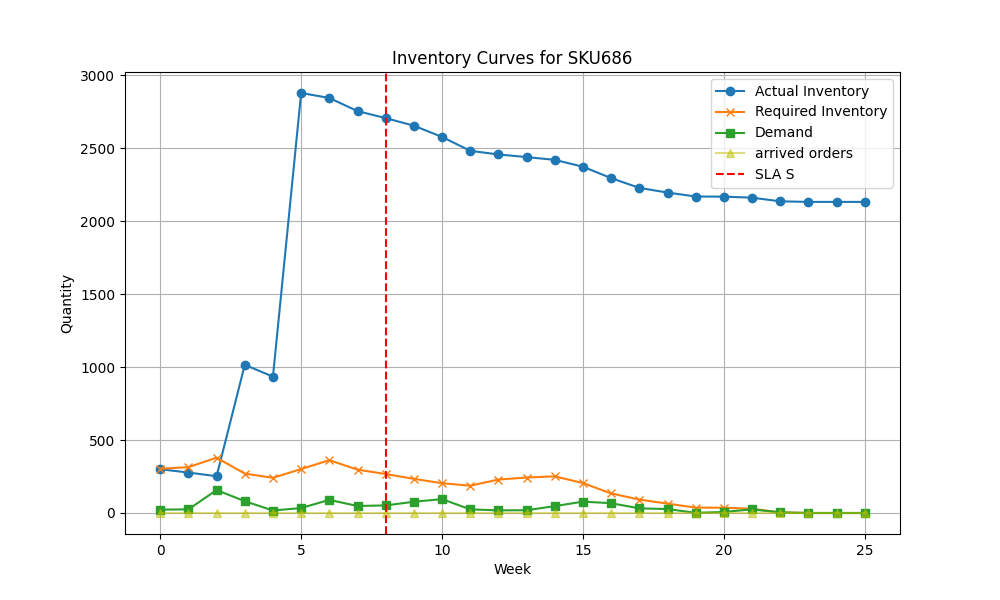 Inventory Curves for SKU686
3000
2500
2000
1500
1000
500
0
Quantity
0
5
10
15
20
25
Week
Actual Inventory
Required Inventory
Demand
arrived orders
SLA S